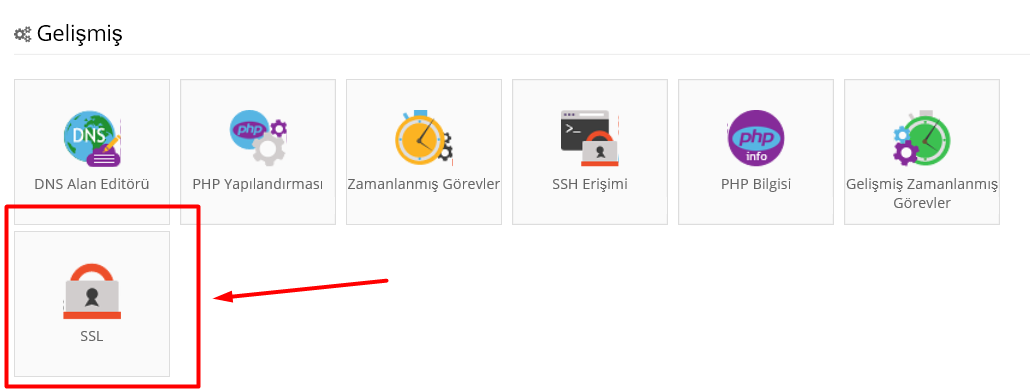 Gelişmiş
DNS
DNS Alan Editörü
php
PHP Yapılandırması
Zamanlanmış Görevler
>_
SSH Erişimi
php
info
PHP Bilgisi
Gelişmiş Zamanlanmış
Görevler
SSL